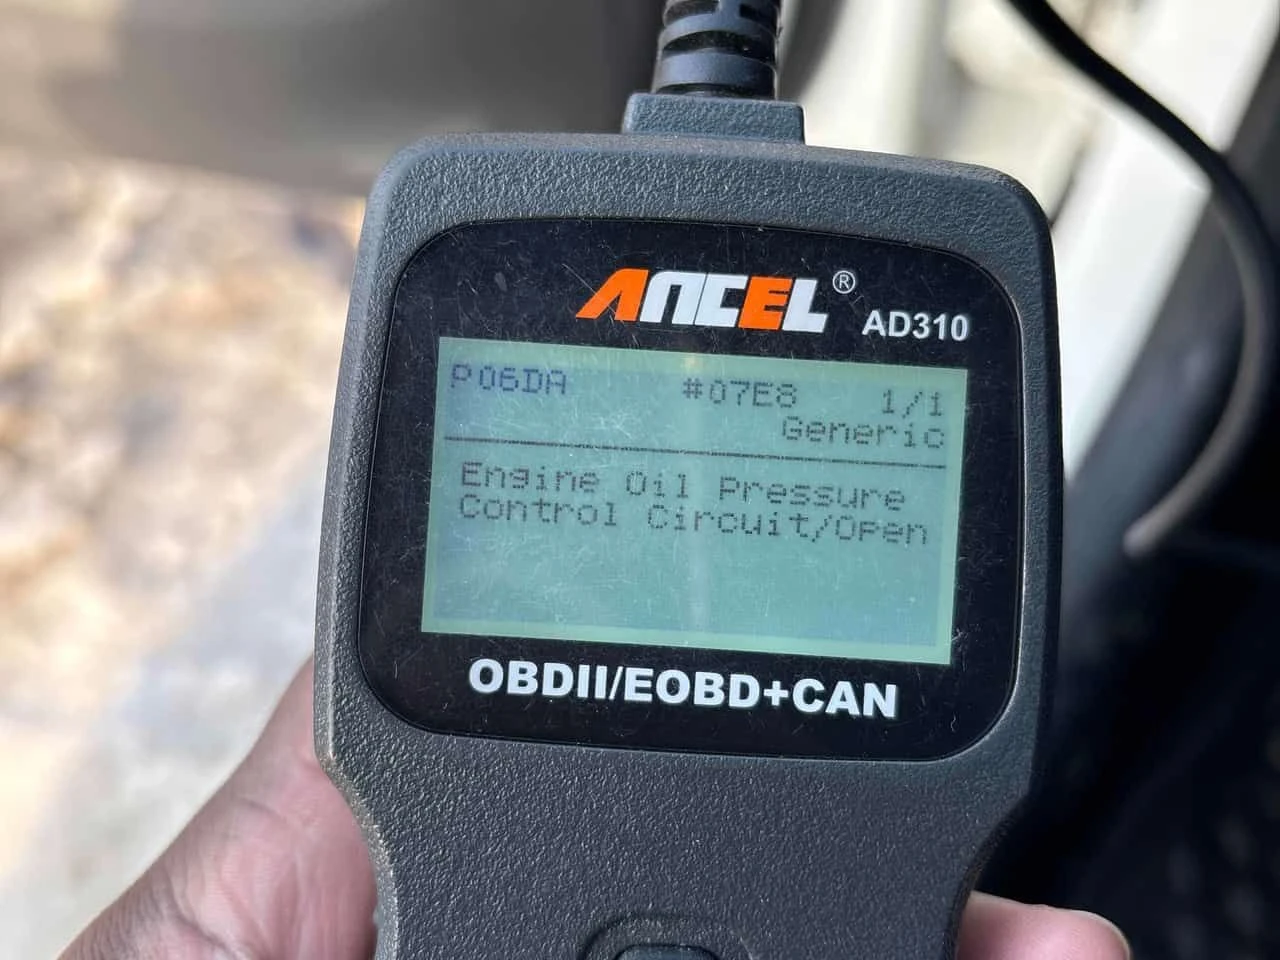 ANCEL® AD310
P06DA #07E8 1/1
Generic
Engine Oil Pressure
Control Circuit/Open
OBDII/EOBD+CAN